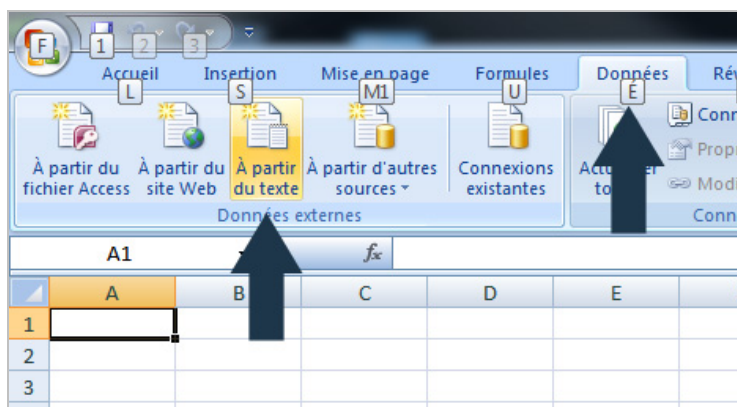 F 1 2 3
Accueil Insertion Mise en page Formules Données
L S M1 U É
À partir du fichier Access
À partir du site Web
À partir du texte
À partir d'autres sources
Connexions existantes
Données externes
A1 fx
A B C D E
1
2
3